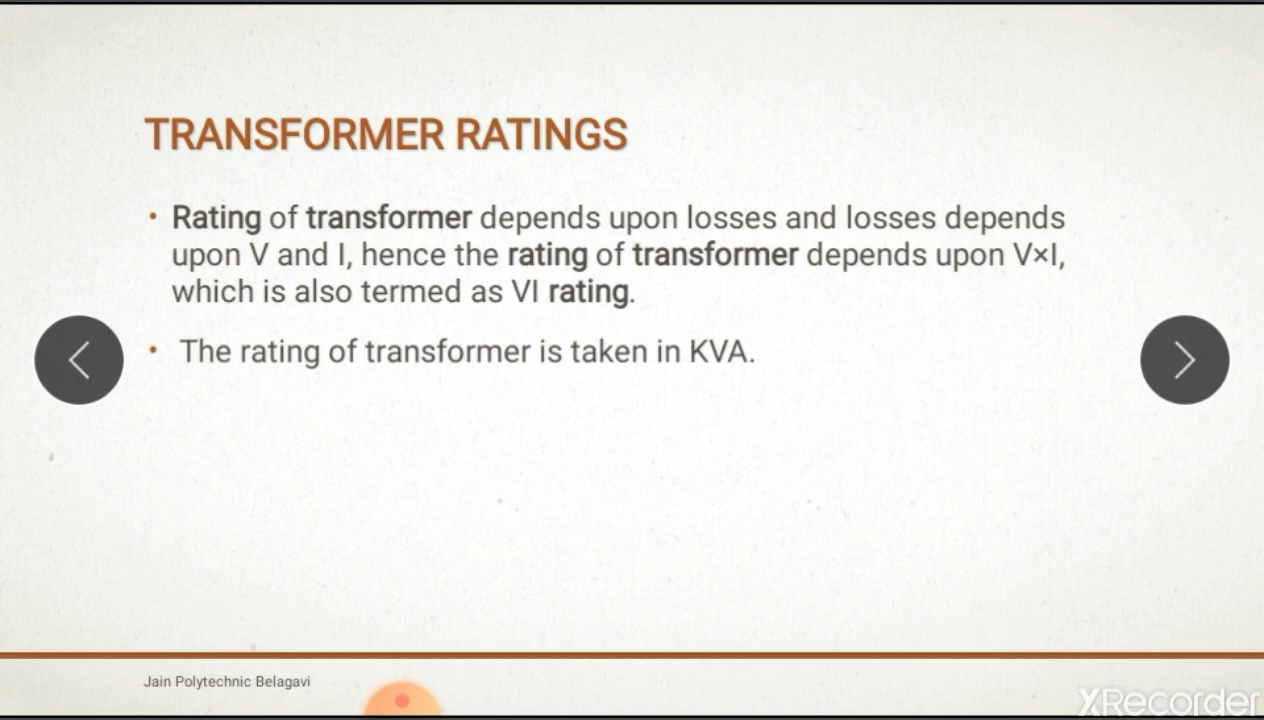 TRANSFORMER RATINGS
• Rating of transformer depends upon losses and losses depends
upon V and I, hence the rating of transformer depends upon V×I,
which is also termed as VI rating.
• The rating of transformer is taken in KVA.
Jain Polytechnic Belagavi
XRecorder